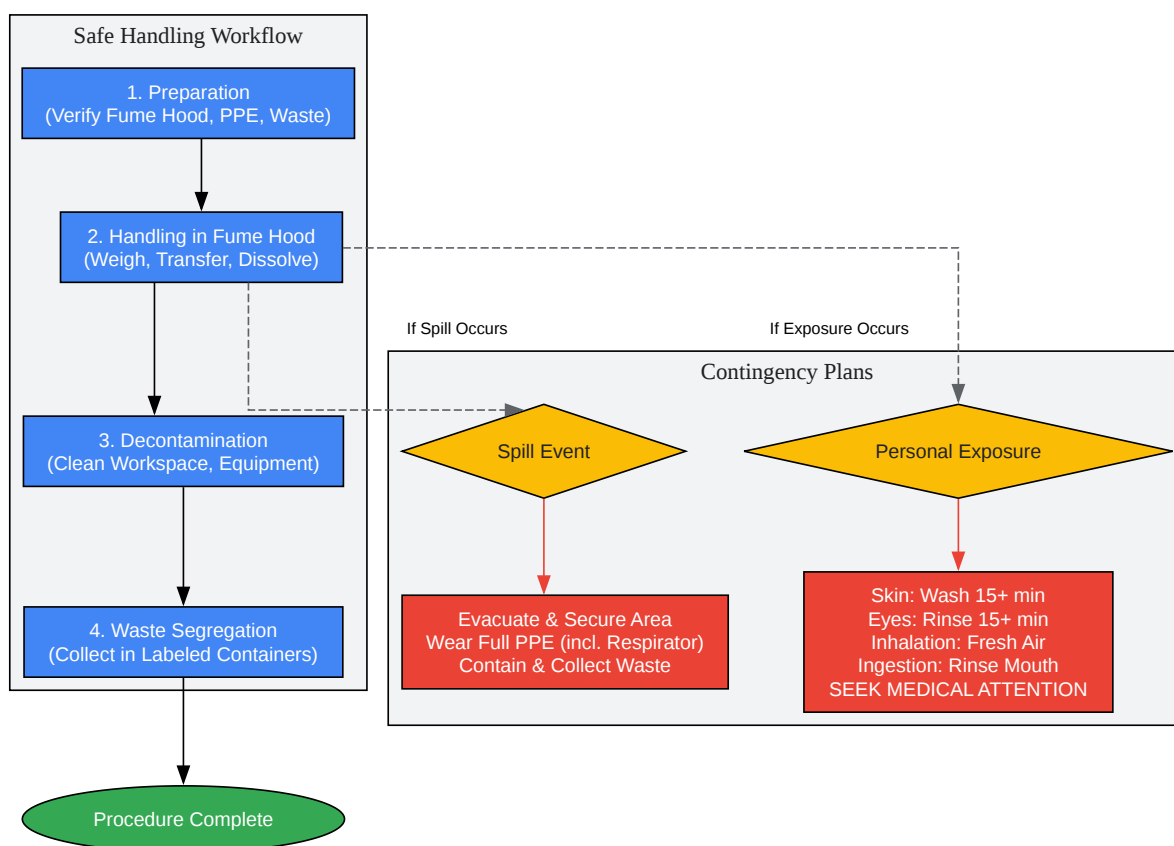 Safe Handling Workflow
1. Preparation
(Verify Fume Hood, PPE, Waste)
2. Handling in Fume Hood
(Weigh, Transfer, Dissolve)
If Spill Occurs
If Exposure Occurs
Contingency Plans
3. Decontamination
(Clean Workspace, Equipment)
Spill Event
Personal Exposure
4. Waste Segregation
(Collect in Labeled Containers)
Evacuate & Secure Area
Wear Full PPE (incl. Respirator)
Contain & Collect Waste
Skin: Wash 15+ min
Eyes: Rinse 15+ min
Inhalation: Fresh Air
Ingestion: Rinse Mouth
SEEK MEDICAL ATTENTION
Procedure Complete